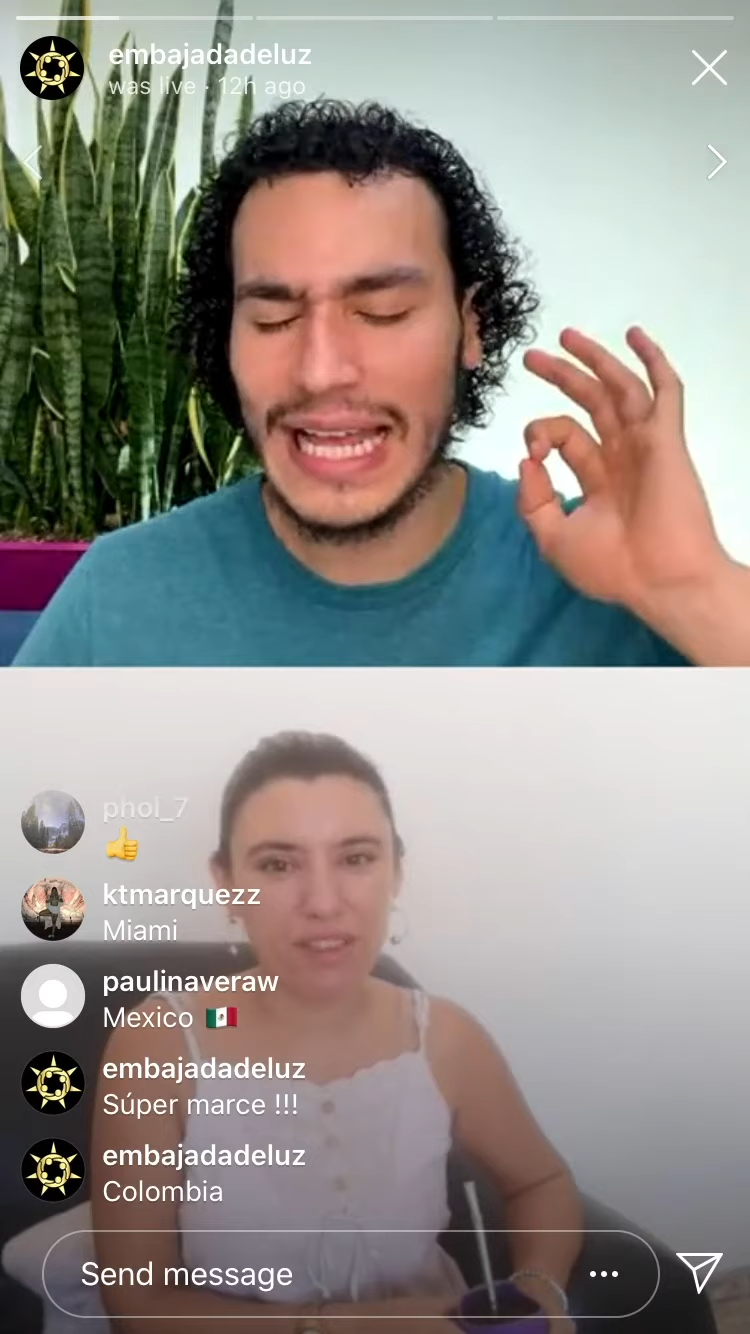 embajadadeluz
was live · 12h ago
phol_7
👍
ktmarquezz
Miami
paulinaveraw
Mexico 🇲🇽
embajadadeluz
Súper marce !!!
embajadadeluz
Colombia
Send message